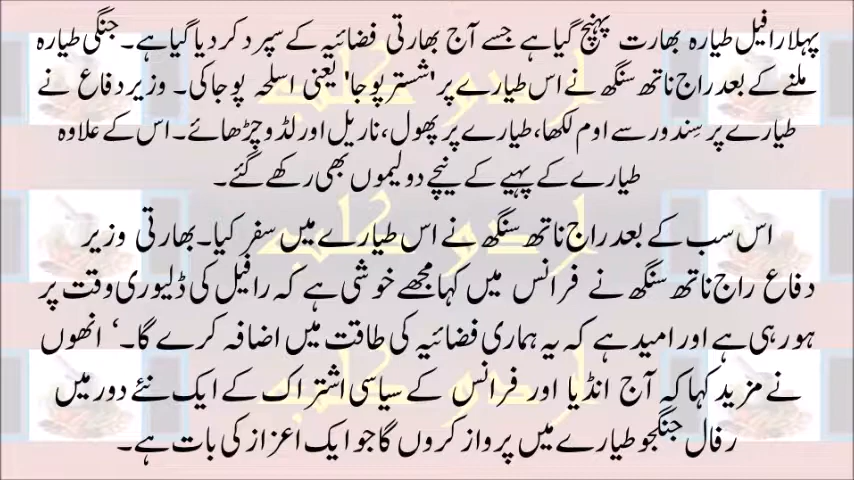 پہلا رافیل طیارہ بھارت پہنچ گیا ہے جسے آج بھارتی فضائیہ کے سپرد کر دیا گیا ہے۔ جنگی طیارہ
ملنے کے بعد راج ناتھ سنگھ نے اس طیارے پر 'شستر پوجا' یعنی اسلحہ پوجا کی۔ وزیر دفاع نے
طیارے پر سِندور سے اوم لکھا، طیارے پر پھول، ناریل اور لڈو چڑھائے۔ اس کے علاوہ
طیارے کے پہیے کے نیچے دو لیموں بھی رکھے گئے۔
اس سب کے بعد راج ناتھ سنگھ نے اس طیارے میں سفر کیا۔ بھارتی وزیر
دفاع راج ناتھ سنگھ نے فرانس میں کہا مجھے خوشی ہے کہ رافیل کی ڈلیوری وقت پر
ہو رہی ہے اور امید ہے کہ یہ ہماری فضائیہ کی طاقت میں اضافہ کرے گا۔‘ انھوں
نے مزید کہا کہ آج انڈیا اور فرانس کے سیاسی اشتراک کے ایک نئے دور میں
رفال جنگجو طیارے میں پرواز کروں گا جو ایک اعزاز کی بات ہے۔